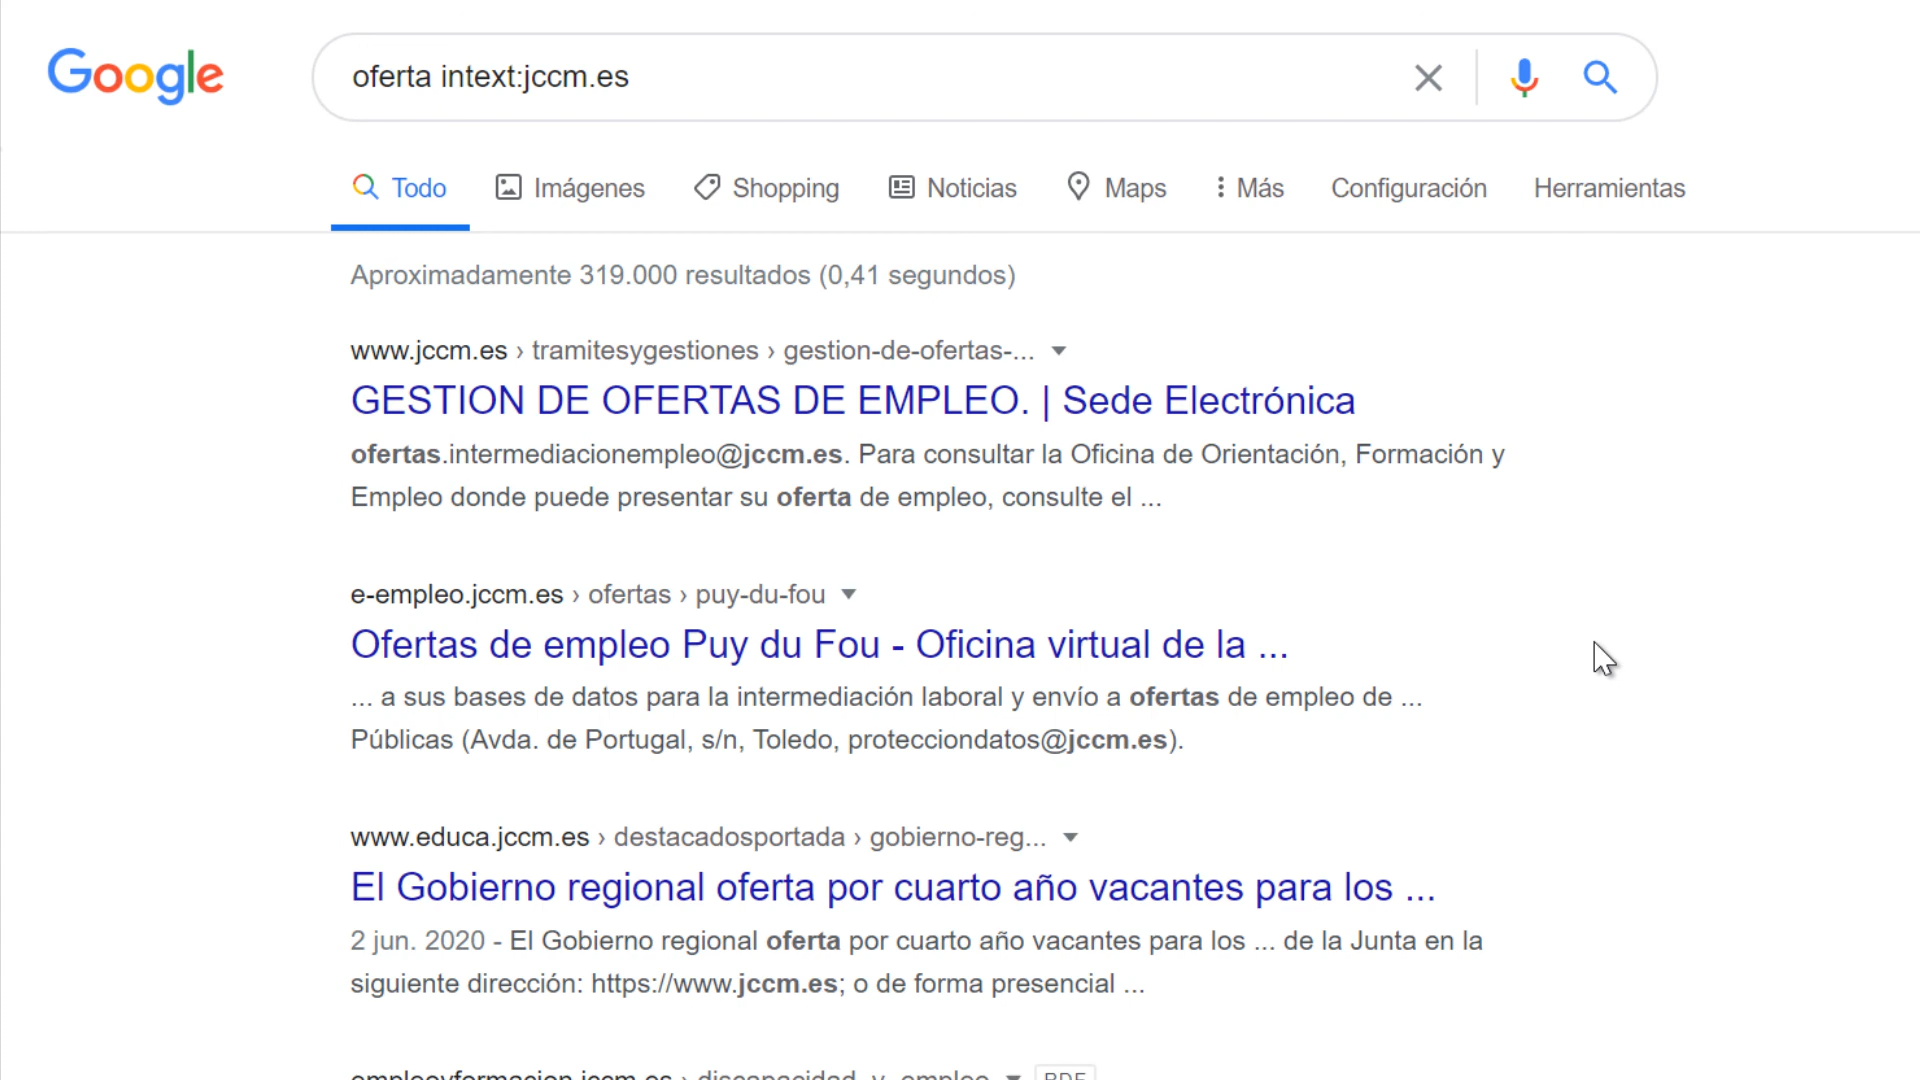 Google
oferta intext:jccm.es
Todo Imágenes Shopping Noticias Maps Más Configuración Herramientas
Aproximadamente 319.000 resultados (0,41 segundos)
www.jccm.es › tramitesygestiones › gestion-de-ofertas-...
GESTION DE OFERTAS DE EMPLEO. | Sede Electrónica
ofertas.intermediacionempleo@jccm.es. Para consultar la Oficina de Orientación, Formación y
Empleo donde puede presentar su oferta de empleo, consulte el ...
e-empleo.jccm.es › ofertas › puy-du-fou
Ofertas de empleo Puy du Fou - Oficina virtual de la ...
... a sus bases de datos para la intermediación laboral y envío a ofertas de empleo de ...
Públicas (Avda. de Portugal, s/n, Toledo, protecciondatos@jccm.es).
www.educa.jccm.es › destacadosportada › gobierno-reg...
El Gobierno regional oferta por cuarto año vacantes para los ...
2 jun. 2020 - El Gobierno regional oferta por cuarto año vacantes para los ... de la Junta en la
siguiente dirección: https://www.jccm.es; o de forma presencial ...
empleoyformacion.jccm.es › discapacidad_y_empleo PDF